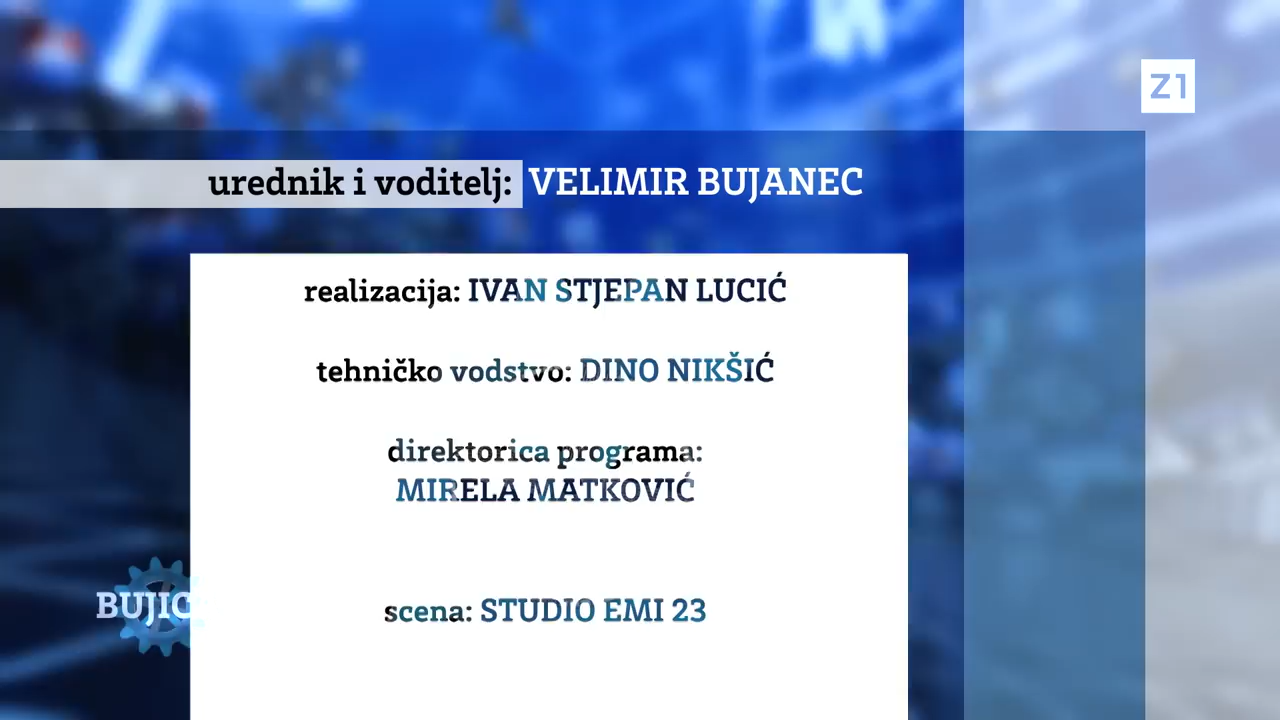 Z1
urednik i voditelj: VELIMIR BUJANEC
realizacija: IVAN STJEPAN LUCIĆ
tehničko vodstvo: DINO NIKŠIĆ
direktorica programa:
MIRELA MATKOVIĆ
BUJIC
scena: STUDIO EMI 23